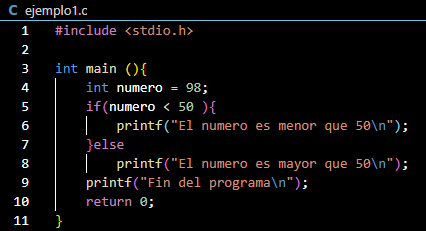 C ejemplo1.c
1 #include <stdio.h>
2
3 int main (){
4     int numero = 98;
5     if(numero < 50 ){
6         printf("El numero es menor que 50\n");
7     }else
8         printf("El numero es mayor que 50\n");
9     printf("Fin del programa\n");
10     return 0;
11 }